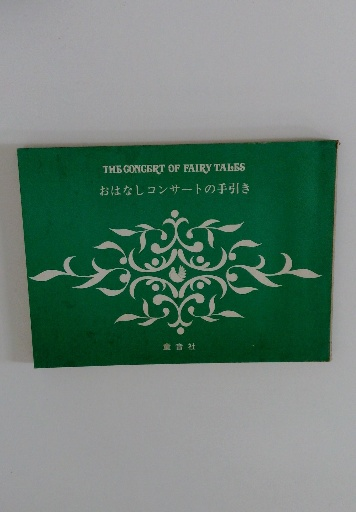 THE CONCERT OF FAIRY TALES
おはなしコンサートの手引き
童音社